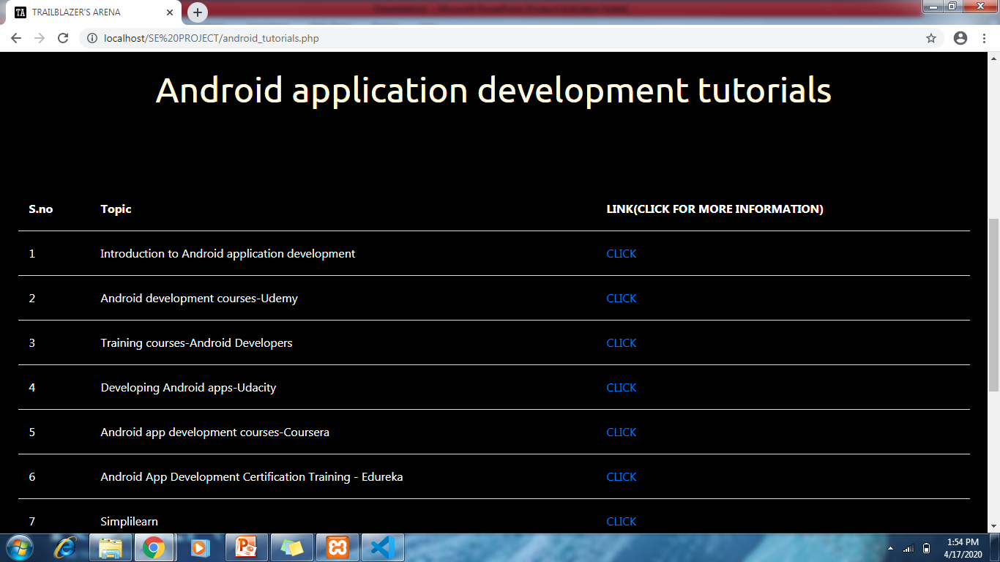 TRAILBLAZER'S ARENA
localhost/SE%20PROJECT/android_tutorials.php
Android application development tutorials
S.no Topic LINK(CLICK FOR MORE INFORMATION)
1 Introduction to Android application development CLICK
2 Android development courses-Udemy CLICK
3 Training courses-Android Developers CLICK
4 Developing Android apps-Udacity CLICK
5 Android app development courses-Coursera CLICK
6 Android App Development Certification Training - Edureka CLICK
7 Simplilearn CLICK
1:54 PM
4/17/2020